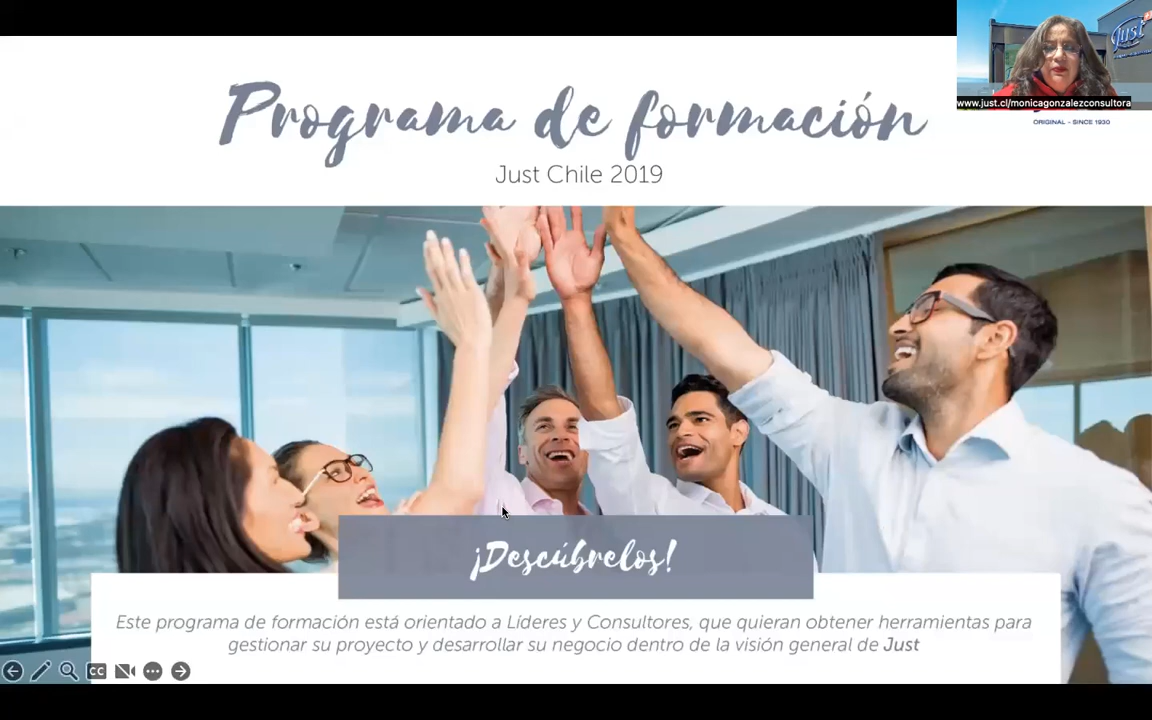 Programa de formación
Just Chile 2019
Just
www.just.cl/monicagonzalezconsultora
ORIGINAL - SINCE 1930
¡Descúbrelos!
Este programa de formación está orientado a Líderes y Consultores, que quieran obtener herramientas para
gestionar su proyecto y desarrollar su negocio dentro de la visión general de Just
CC